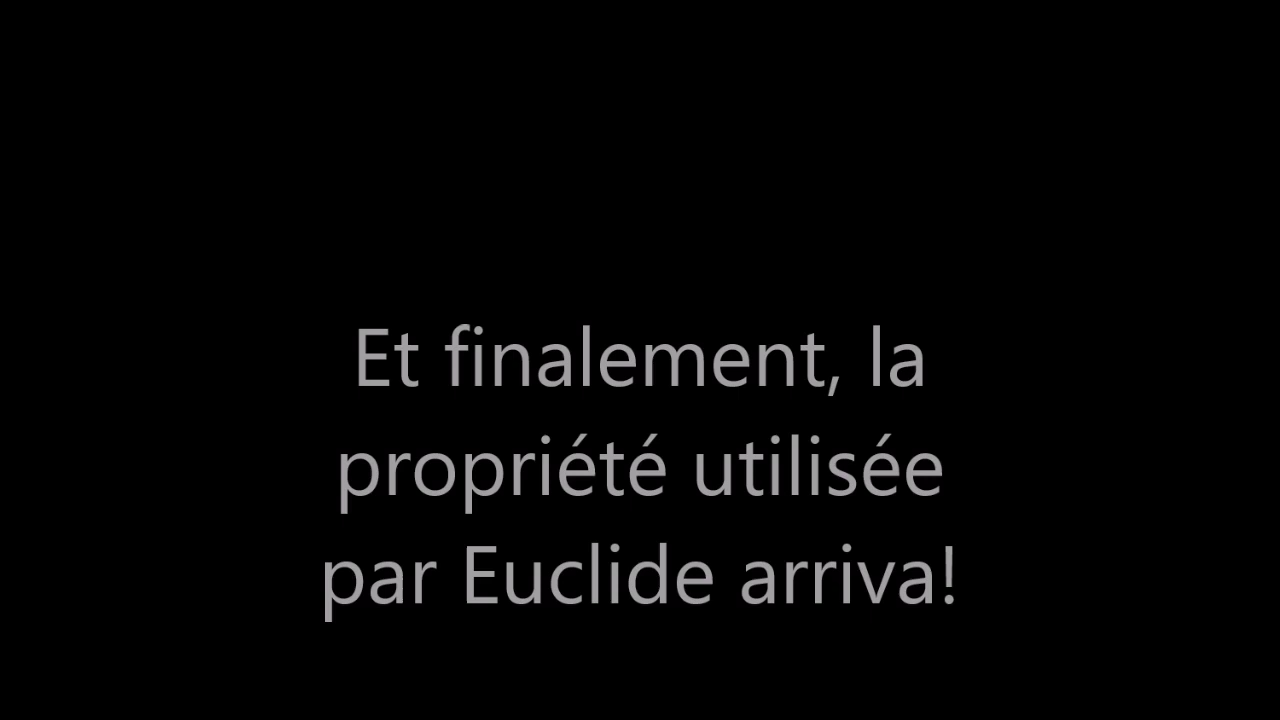 Et finalement, la
propriété utilisée
par Euclide arriva!